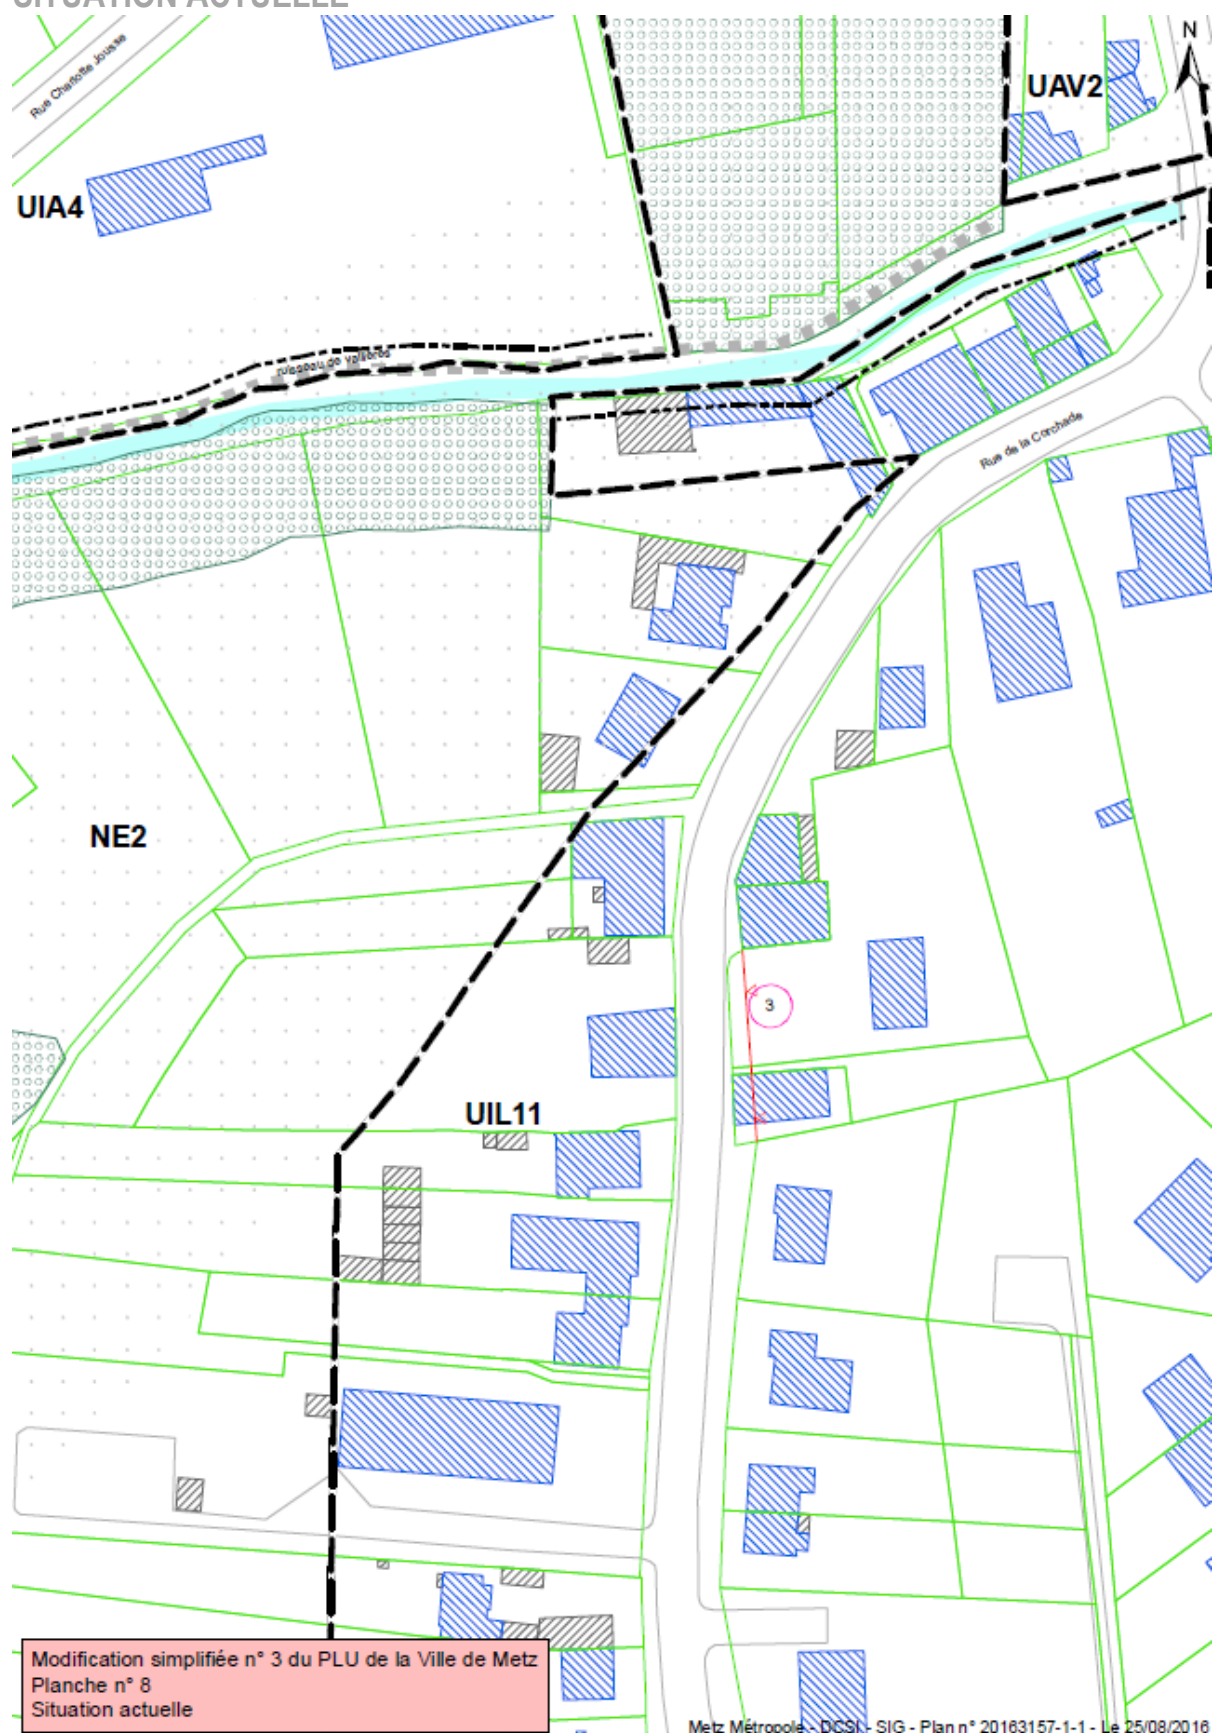 SITUATION ACTUELLE
N
Rue Charlotte Jousse
UAV2
UIA4
ruisseau de valières
Rue de la Corchade
NE2
3
UIL11
Modification simplifiée n° 3 du PLU de la Ville de Metz
Planche n° 8
Situation actuelle
Metz Métropole - DCSI - SIG - Plan n° 20163157-1-1 - Le 25/08/2016